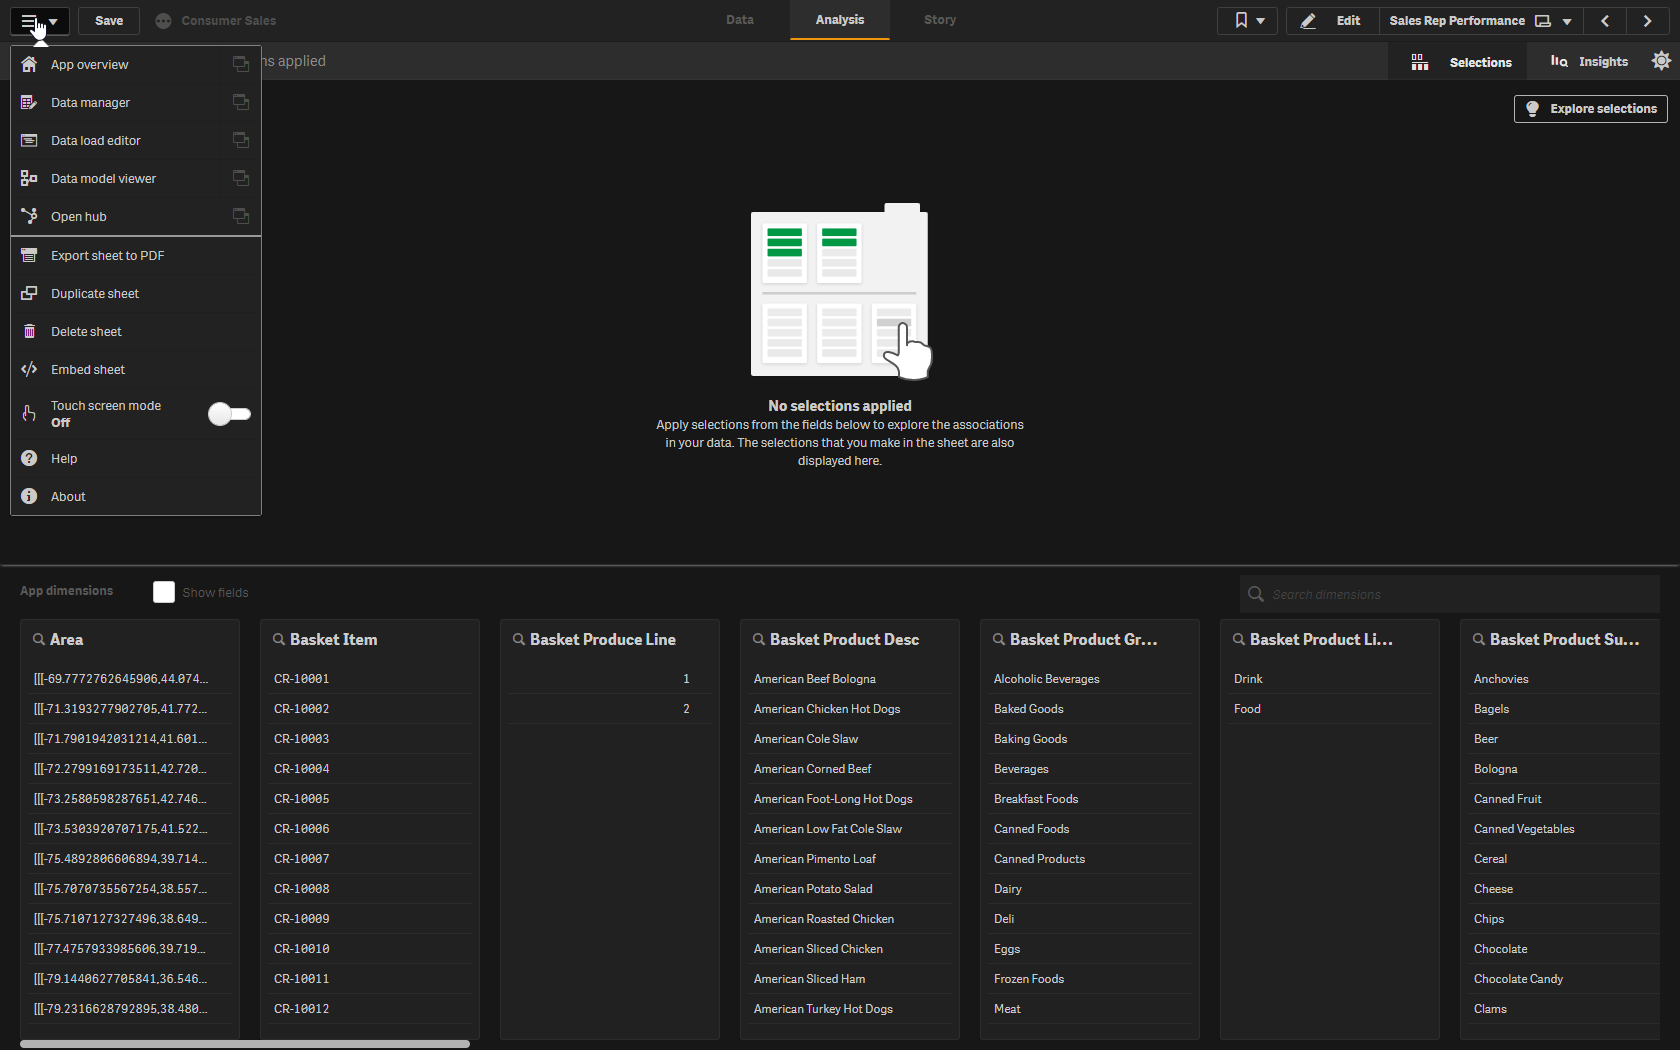 Save
Consumer Sales
Data
Analysis
Story
Edit
Sales Rep Performance
ns applied
Selections
Insights
Explore selections
App overview
Data manager
Data load editor
Data model viewer
Open hub
Export sheet to PDF
Duplicate sheet
Delete sheet
Embed sheet
Touch screen mode
Off
Help
About
No selections applied
Apply selections from the fields below to explore the associations
in your data. The selections that you make in the sheet are also
displayed here.
App dimensions
Show fields
Search dimensions
Area
[[[-69.7772762645906,44.074...
[[[-71.3193277902705,41.772...
[[[-71.7901942031214,41.601...
[[[-72.2799169173511,42.720...
[[[-73.2580598287651,42.746...
[[[-73.5303920707175,41.522...
[[[-75.4892806606894,39.714...
[[[-75.7070735567254,38.557...
[[[-75.7107127327496,38.649...
[[[-77.4757933985606,39.719...
[[[-79.1440627705841,36.546...
[[[-79.2316628792895,38.480...
Basket Item
CR-10001
CR-10002
CR-10003
CR-10004
CR-10005
CR-10006
CR-10007
CR-10008
CR-10009
CR-10010
CR-10011
CR-10012
Basket Produce Line
1
2
Basket Product Desc
American Beef Bologna
American Chicken Hot Dogs
American Cole Slaw
American Corned Beef
American Foot-Long Hot Dogs
American Low Fat Cole Slaw
American Pimento Loaf
American Potato Salad
American Roasted Chicken
American Sliced Chicken
American Sliced Ham
American Turkey Hot Dogs
Basket Product Gr...
Alcoholic Beverages
Baked Goods
Baking Goods
Beverages
Breakfast Foods
Canned Foods
Canned Products
Dairy
Deli
Eggs
Frozen Foods
Meat
Basket Product Li...
Drink
Food
Basket Product Su...
Anchovies
Bagels
Beer
Bologna
Canned Fruit
Canned Vegetables
Cereal
Cheese
Chips
Chocolate
Chocolate Candy
Clams